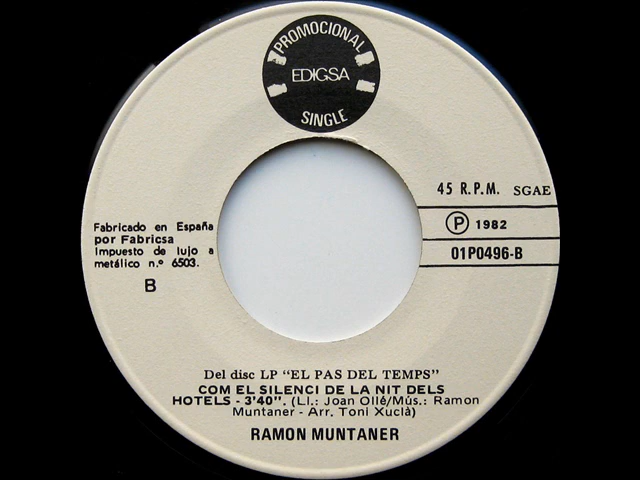 PROMOCIONAL
EDIGSA
SINGLE
45 R.P.M. SGAE
Ⓟ 1982
01P0496-B
Fabricado en España
por Fabricsa
Impuesto de lujo a
metálico n.º 6503.
B
Del disc LP "EL PAS DEL TEMPS"
COM EL SILENCI DE LA NIT DELS
HOTELS - 3'40". (Ll.: Joan Ollé/Mús.: Ramon
Muntaner - Arr. Toni Xuclà)
RAMON MUNTANER